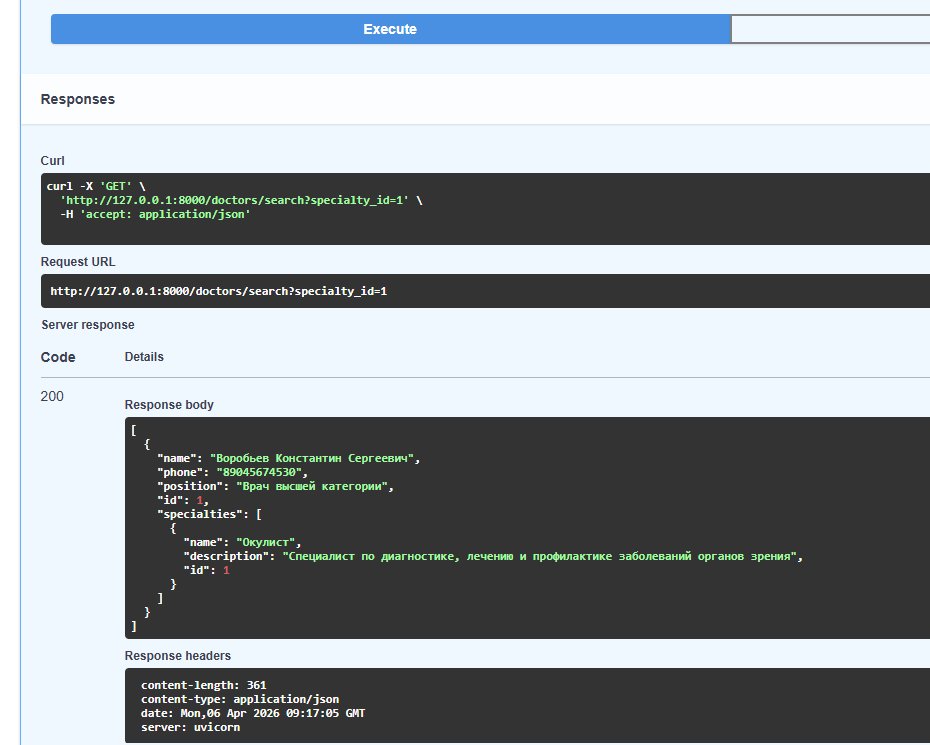 Execute
Responses
Curl
curl -X 'GET' \
  'http://127.0.0.1:8000/doctors/search?specialty_id=1' \
  -H 'accept: application/json'
Request URL
http://127.0.0.1:8000/doctors/search?specialty_id=1
Server response
Code Details
200
Response body
[
  {
    "name": "Воробьев Константин Сергеевич",
    "phone": "89045674530",
    "position": "Врач высшей категории",
    "id": 1,
    "specialties": [
      {
        "name": "Окулист",
        "description": "Специалист по диагностике, лечению и профилактике заболеваний органов зрения",
        "id": 1
      }
    ]
  }
]
Response headers
content-length: 361
content-type: application/json
date: Mon,06 Apr 2026 09:17:05 GMT
server: uvicorn